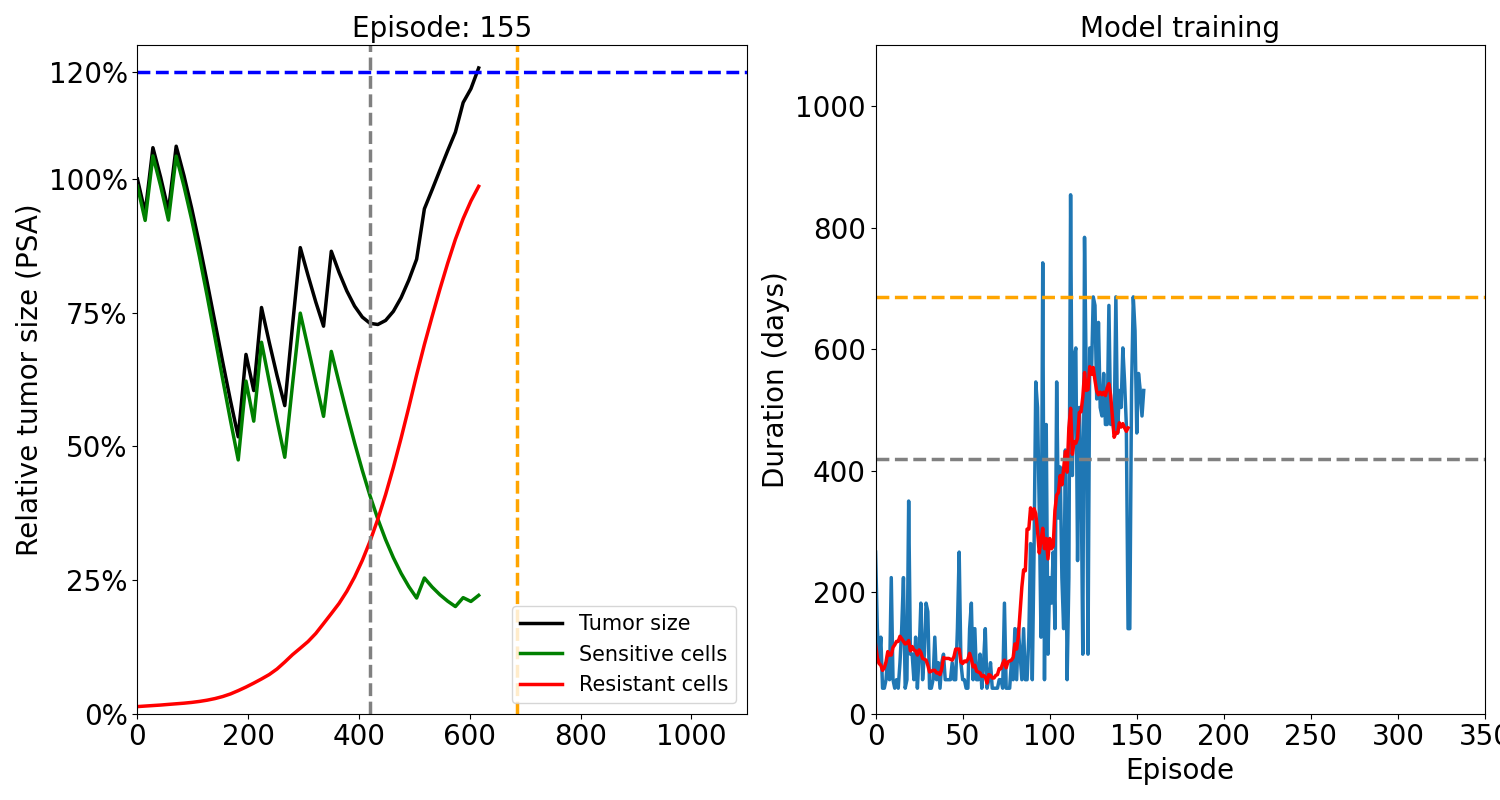 Episode: 155
Relative tumor size (PSA)
120%
100%
75%
50%
25%
0%
0 200 400 600 800 1000
Tumor size
Sensitive cells
Resistant cells
Model training
Duration (days)
1000
800
600
400
200
0
0 50 100 150 200 250 300 350
Episode